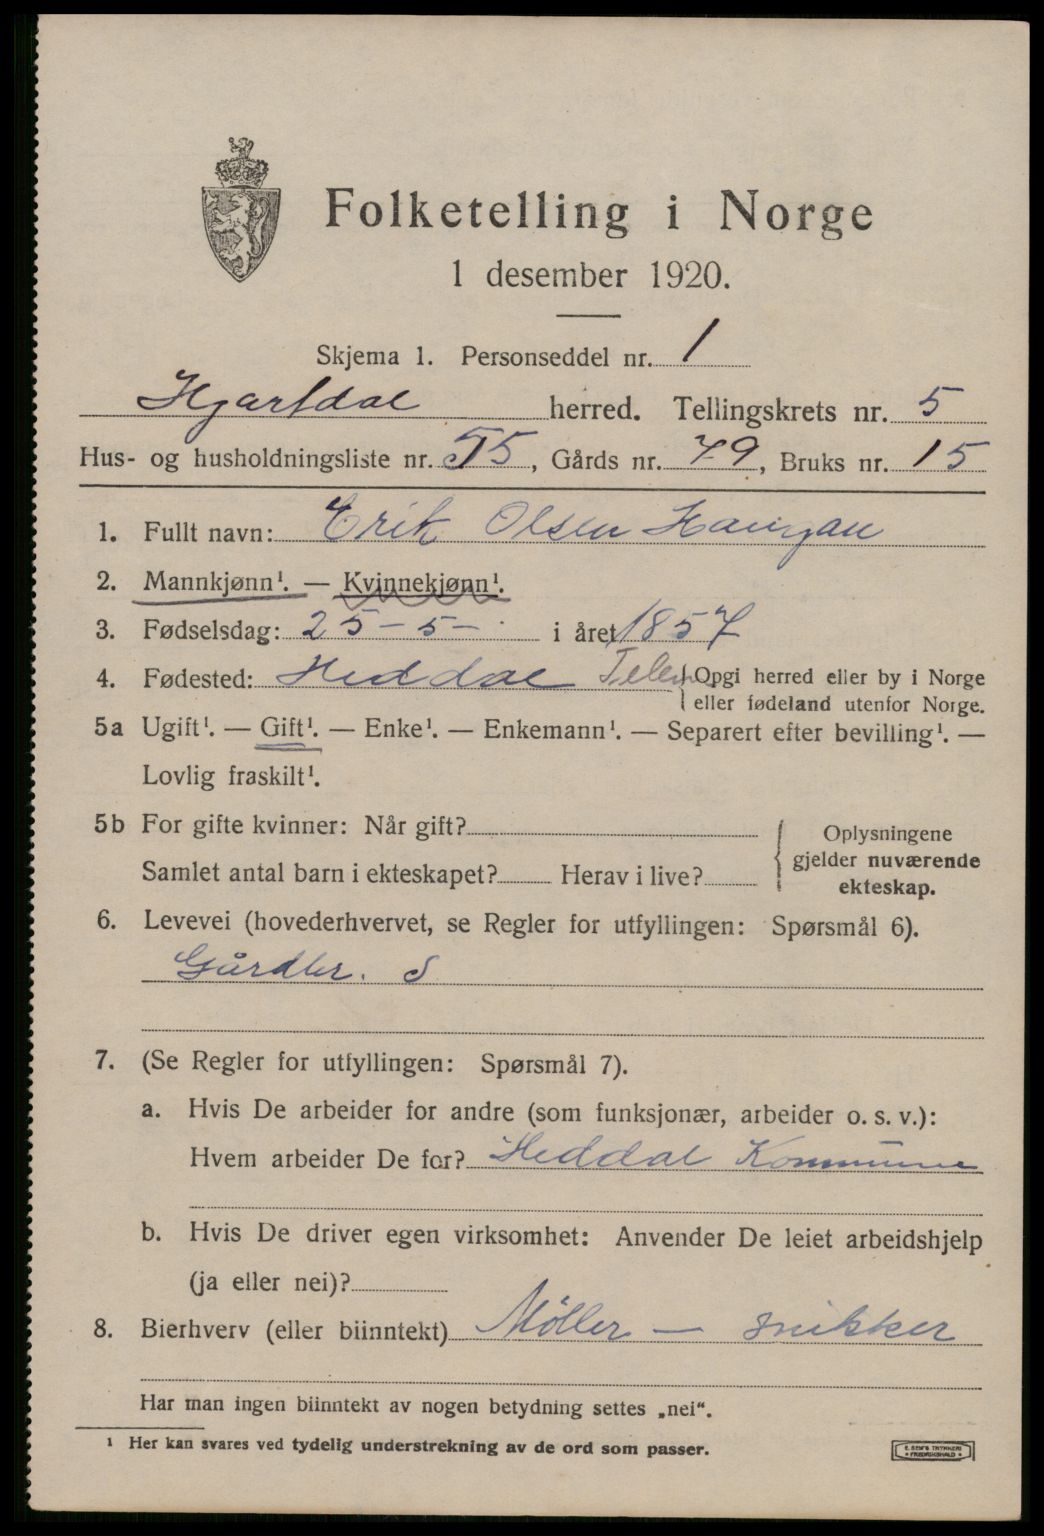 Folketelling i Norge
1 desember 1920.
Skjema 1. Personseddel nr. 1
Hjartdal herred. Tellingskrets nr. 5
Hus- og husholdningsliste nr. 55, Gårds nr. 79, Bruks nr. 15
1. Fullt navn: Erik Olsen Haugan
2. Mannkjønn¹. — Kvinnekjønn¹.
3. Fødselsdag: 25-5- i året 1857
4. Fødested: Heddal Telem. {Opgi herred eller by i Norge
eller fødeland utenfor Norge.
5a Ugift¹. — Gift¹. — Enke¹. — Enkemann¹. — Separert efter bevilling¹. —
Lovlig fraskilt¹.
5b For gifte kvinner: Når gift? { Oplysningene
gjelder nuværende
Samlet antal barn i ekteskapet? Herav i live? ekteskap.
6. Levevei (hovederhvervet, se Regler for utfyllingen: Spørsmål 6).
Gårdbr. S
7. (Se Regler for utfyllingen: Spørsmål 7).
a. Hvis De arbeider for andre (som funksjonær, arbeider o. s. v.):
Hvem arbeider De for? Heddal Kommune
b. Hvis De driver egen virksomhet: Anvender De leiet arbeidshjelp
(ja eller nei)?
8. Bierhverv (eller biinntekt) Møller — snikker
Har man ingen biinntekt av nogen betydning settes „nei“.
¹ Her kan svares ved tydelig understrekning av de ord som passer.
E. SEM'S TRYKKERI
FREDRIKSHALD